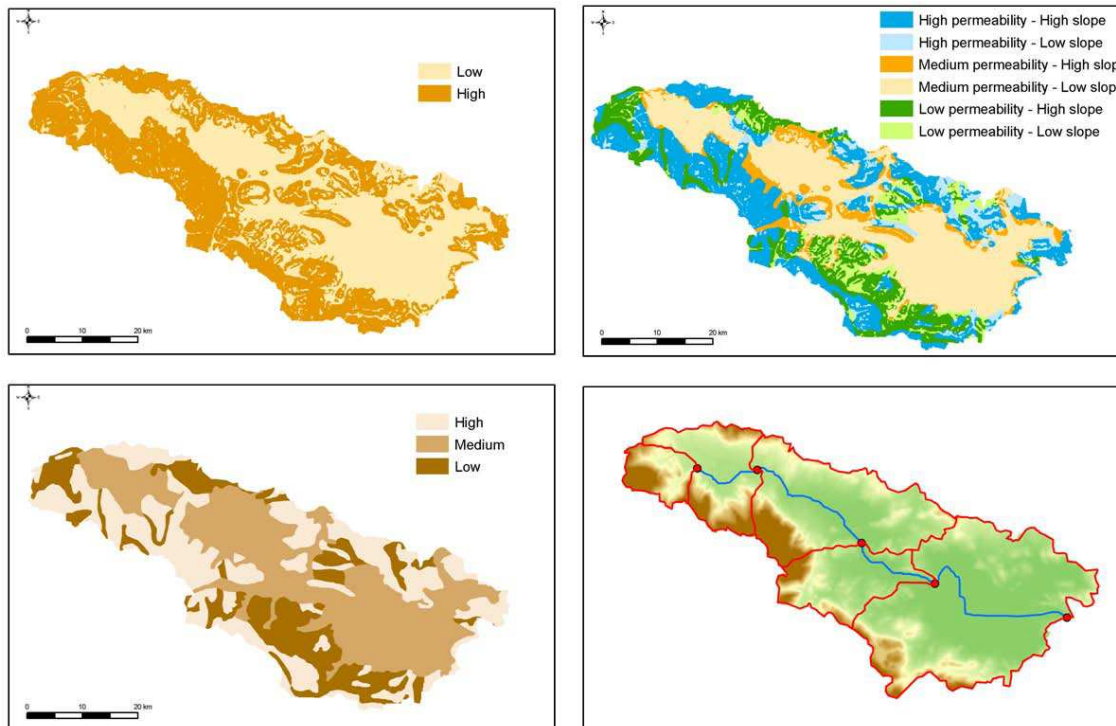 Low
High
0 10 20 km
High permeability - High slope
High permeability - Low slope
Medium permeability - High slope
Medium permeability - Low slop
Low permeability - High slope
Low permeability - Low slope
0 10 20 km
High
Medium
Low
0 10 20 km